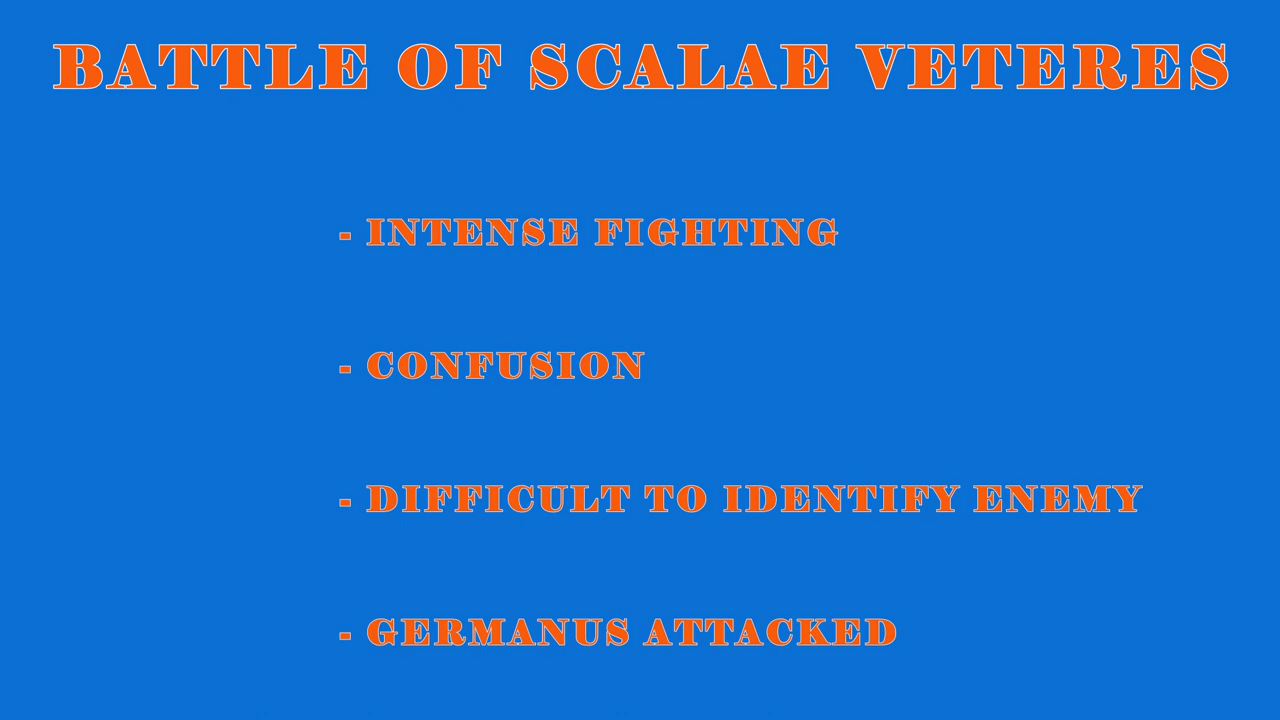 BATTLE OF SCALAE VETERES
- INTENSE FIGHTING
- CONFUSION
- DIFFICULT TO IDENTIFY ENEMY
- GERMANUS ATTACKED